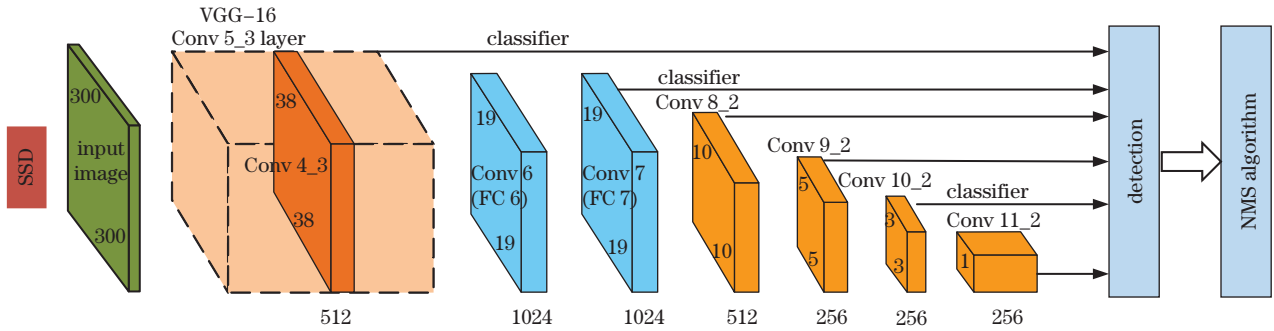 VGG-16
Conv 5_3 layer
classifier
classifier
Conv 8_2
Conv 9_2
Conv 10_2
classifier
Conv 11_2
SSD
300
input
image
300
38
Conv 4_3
38
19
Conv 6
(FC 6)
19
19
Conv 7
(FC 7)
19
10
10
5
5
3
3
1
detection
NMS algorithm
512
1024
1024
512
256
256
256